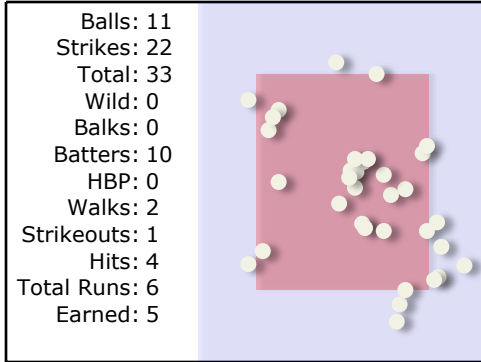 Balls: 11
Strikes: 22
Total: 33
Wild: 0
Balks: 0
Batters: 10
HBP: 0
Walks: 2
Strikeouts: 1
Hits: 4
Total Runs: 6
Earned: 5